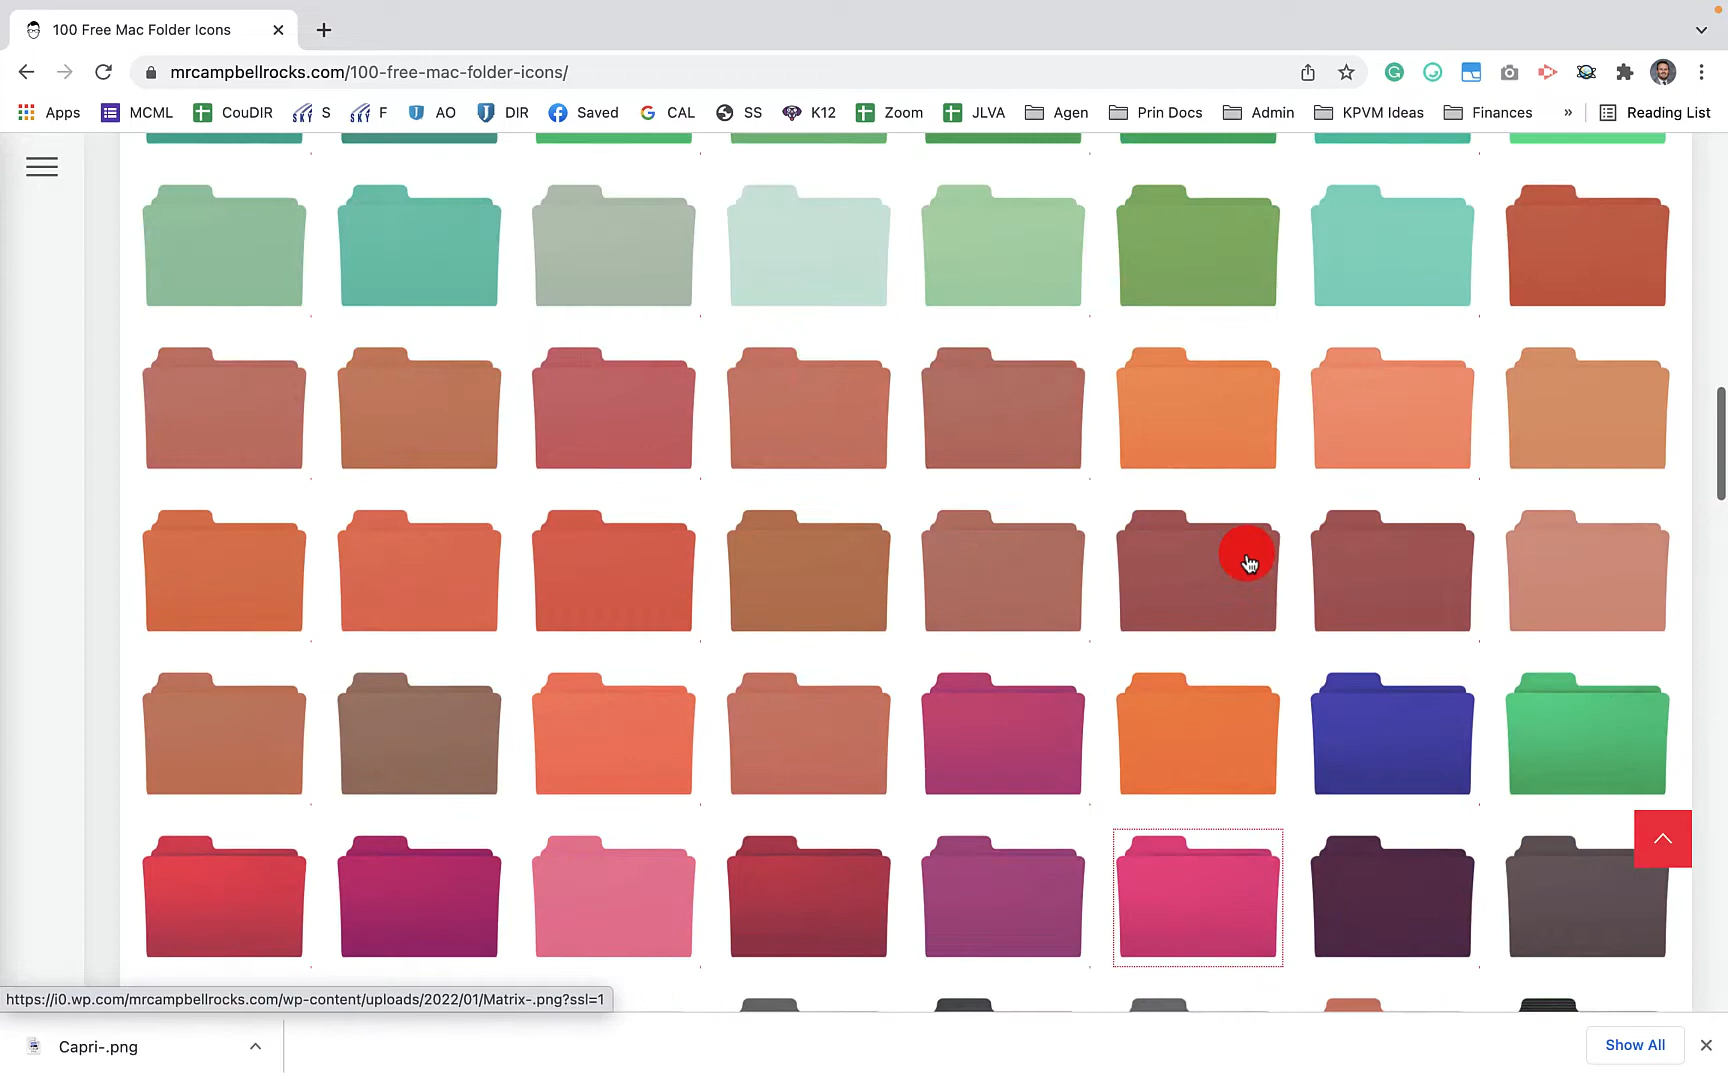 100 Free Mac Folder Icons
mrcampbellrocks.com/100-free-mac-folder-icons/
Apps MCML CouDIR S F AO DIR Saved CAL SS K12 Zoom JLVA Agen Prin Docs Admin KPVM Ideas Finances » Reading List
https://i0.wp.com/mrcampbellrocks.com/wp-content/uploads/2022/01/Matrix-.png?ssl=1
Capri-.png
Show All